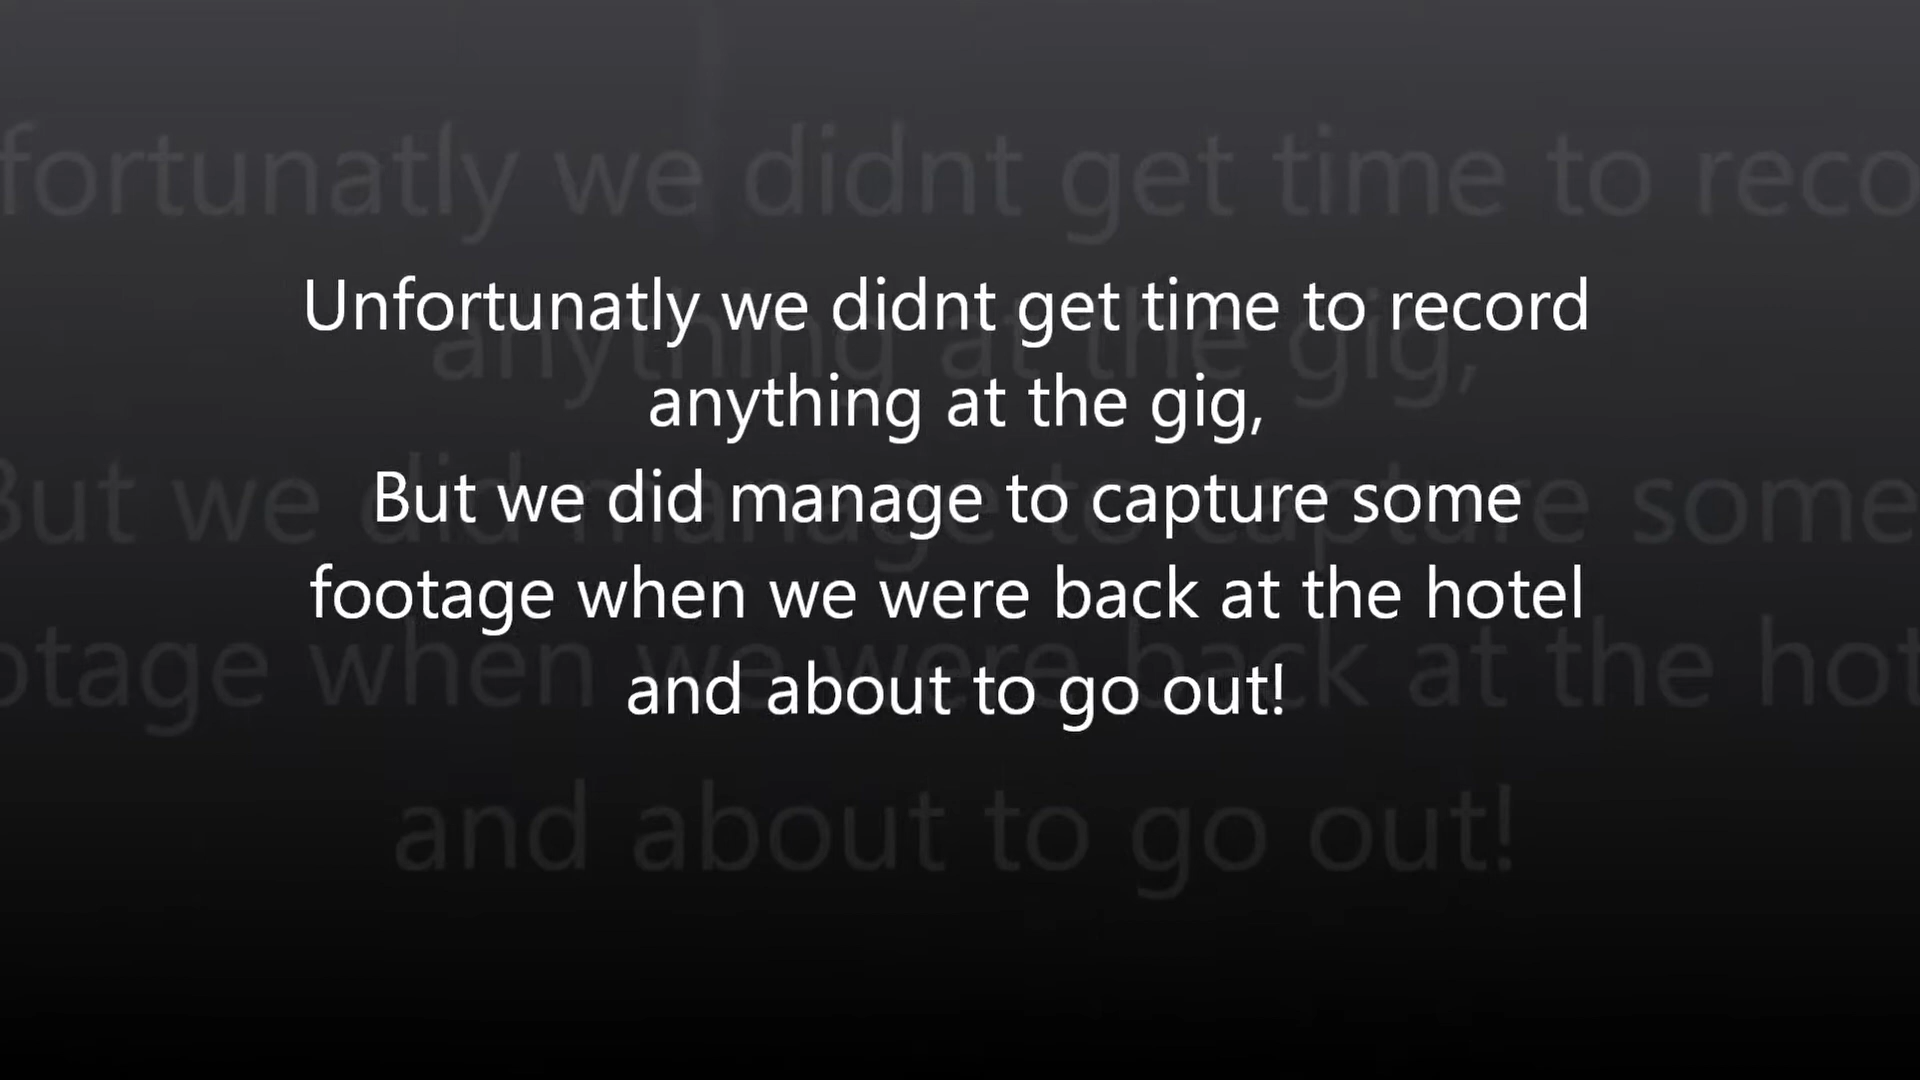 Unfortunatly we didnt get time to record
anything at the gig,
But we did manage to capture some
footage when we were back at the hotel
and about to go out!